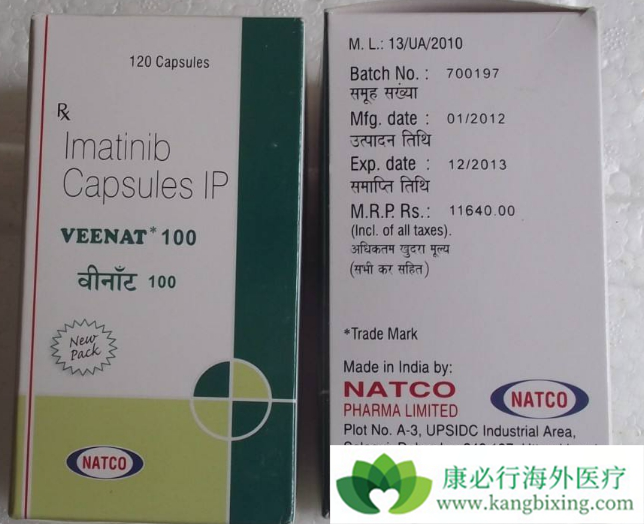 120 Capsules
Rx
Imatinib
Capsules IP
VEENAT* 100
वीनॉंट 100
New
Pack
NATCO
M. L.: 13/UA/2010
Batch No. : 700197
समूह संख्या
Mfg. date : 01/2012
उत्पादन तिथि
Exp. date : 12/2013
समाप्ति तिथि
M.R.P. Rs.: 11640.00
(Incl. of all taxes).
अधिकतम खुदरा मूल्य
(सभी कर सहित)
*Trade Mark
Made in India by:
NATCO
PHARMA LIMITED
NATCO
Plot No. A-3, UPSIDC Industrial Area,
康必行海外医疗
www.kangbixing.com